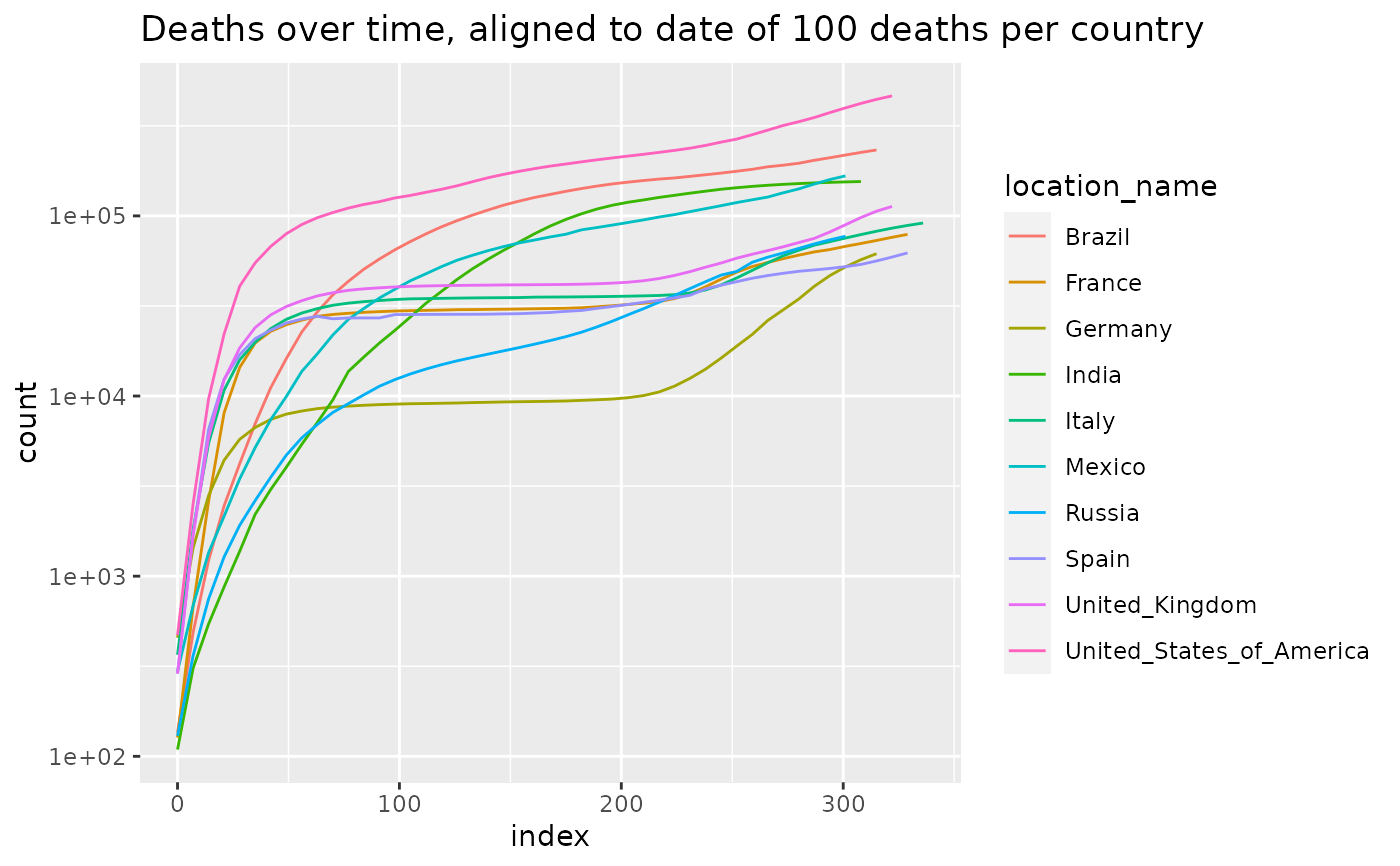 Deaths over time, aligned to date of 100 deaths per country
count
1e+05
1e+04
1e+03
1e+02
0 100 200 300
index
location_name
Brazil
France
Germany
India
Italy
Mexico
Russia
Spain
United_Kingdom
United_States_of_America